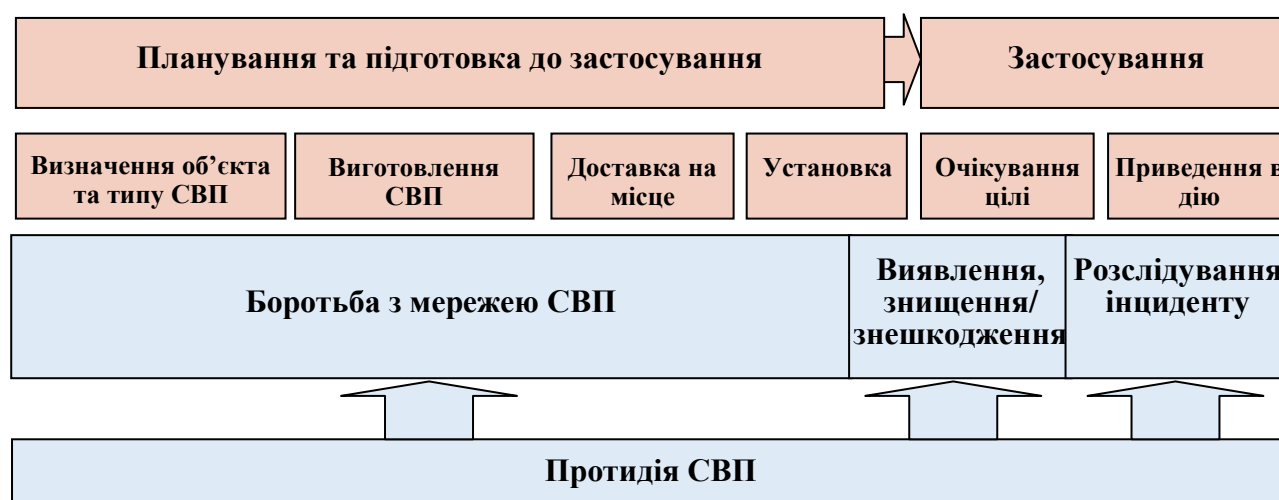 Планування та підготовка до застосування
Застосування
Визначення об’єкта
та типу СВП
Виготовлення
СВП
Доставка на
місце
Установка
Очікування
цілі
Приведення в
дію
Боротьба з мережею СВП
Виявлення,
знищення/
знешкодження
Розслідування
інциденту
Протидія СВП